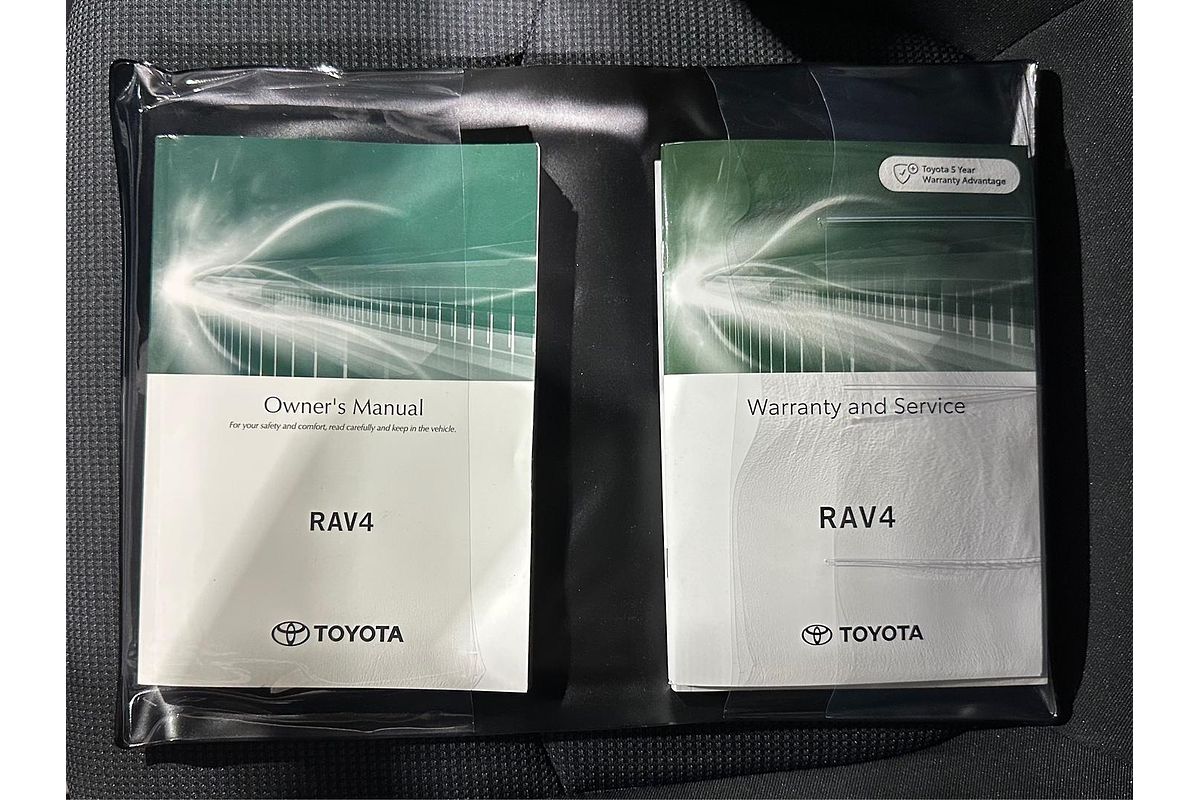 Owner's Manual
For your safety and comfort, read carefully and keep in the vehicle.
RAV4
TOYOTA
Toyota 5 Year
Warranty Advantage
Warranty and Service
RAV4
TOYOTA